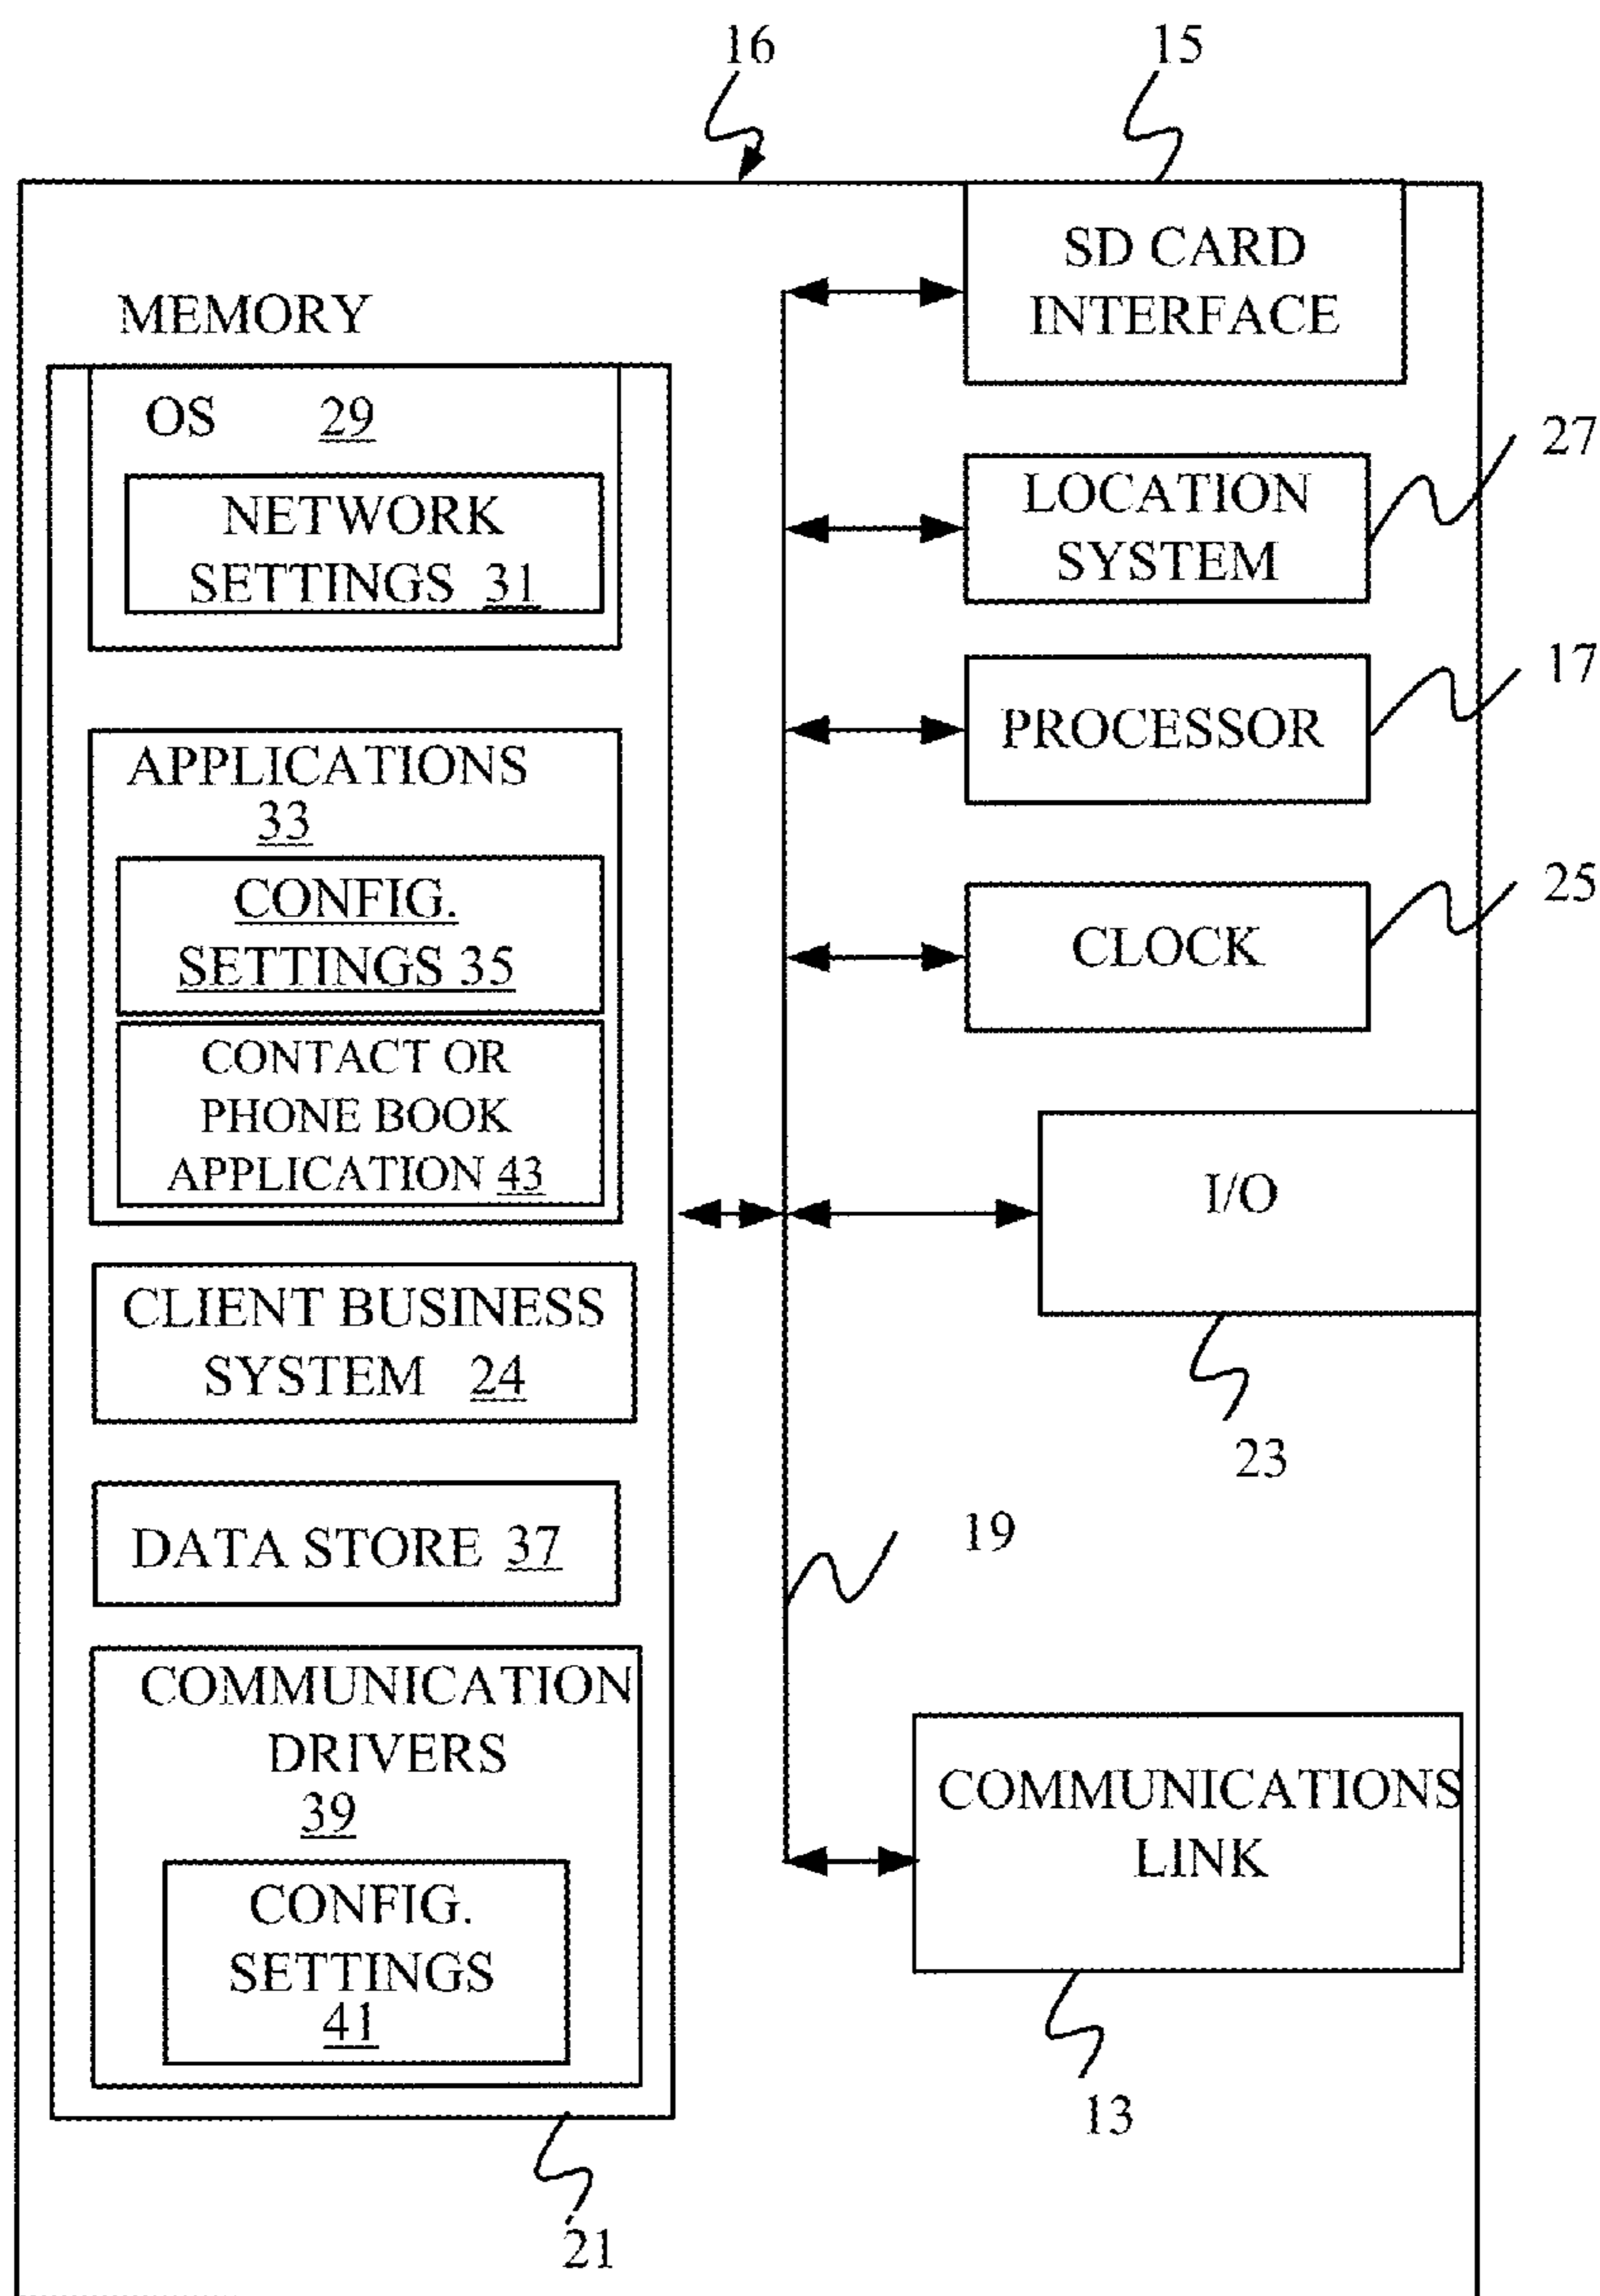 16
15
SD CARD
INTERFACE
MEMORY
OS 29
NETWORK
SETTINGS 31
27
LOCATION
SYSTEM
17
PROCESSOR
APPLICATIONS
33
CONFIG.
SETTINGS 35
25
CLOCK
CONTACT OR
PHONE BOOK
APPLICATION 43
I/O
23
CLIENT BUSINESS
SYSTEM 24
19
DATA STORE 37
COMMUNICATION
DRIVERS
39
CONFIG.
SETTINGS
41
COMMUNICATIONS
LINK
13
21